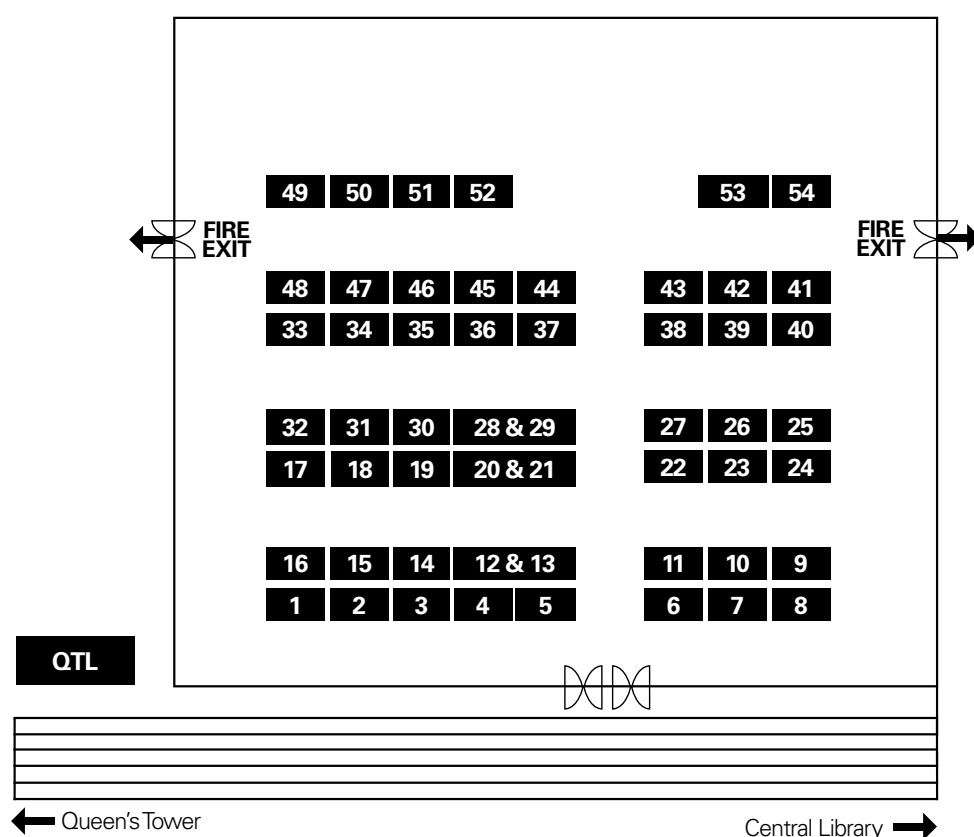 49 50 51 52 53 54
FIRE
EXIT
FIRE
EXIT
48 47 46 45 44 43 42 41
33 34 35 36 37 38 39 40
32 31 30 28 & 29 27 26 25
17 18 19 20 & 21 22 23 24
16 15 14 12 & 13 11 10 9
1 2 3 4 5 6 7 8
QTL
Queen's Tower
Central Library